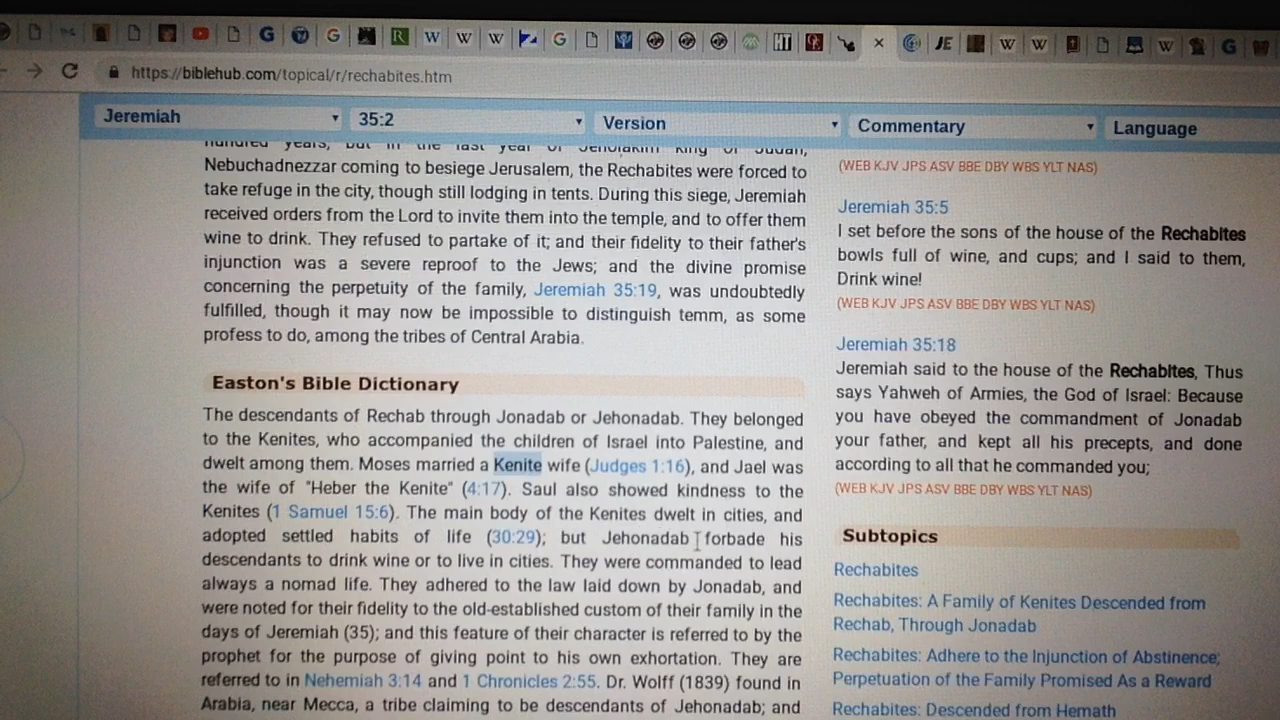 https://biblehub.com/topical/r/rechabites.htm
Jeremiah 35:2 Version Commentary Language
hundred years, but in the last year of Jehoiakim king of Judah,
Nebuchadnezzar coming to besiege Jerusalem, the Rechabites were forced to
take refuge in the city, though still lodging in tents. During this siege, Jeremiah
received orders from the Lord to invite them into the temple, and to offer them
wine to drink. They refused to partake of it; and their fidelity to their father's
injunction was a severe reproof to the Jews; and the divine promise
concerning the perpetuity of the family, Jeremiah 35:19, was undoubtedly
fulfilled, though it may now be impossible to distinguish temm, as some
profess to do, among the tribes of Central Arabia.
Easton's Bible Dictionary
The descendants of Rechab through Jonadab or Jehonadab. They belonged
to the Kenites, who accompanied the children of Israel into Palestine, and
dwelt among them. Moses married a Kenite wife (Judges 1:16), and Jael was
the wife of "Heber the Kenite" (4:17). Saul also showed kindness to the
Kenites (1 Samuel 15:6). The main body of the Kenites dwelt in cities, and
adopted settled habits of life (30:29); but Jehonadab forbade his
descendants to drink wine or to live in cities. They were commanded to lead
always a nomad life. They adhered to the law laid down by Jonadab, and
were noted for their fidelity to the old-established custom of their family in the
days of Jeremiah (35); and this feature of their character is referred to by the
prophet for the purpose of giving point to his own exhortation. They are
referred to in Nehemiah 3:14 and 1 Chronicles 2:55. Dr. Wolff (1839) found in
Arabia, near Mecca, a tribe claiming to be descendants of Jehonadab; and
(WEB KJV JPS ASV BBE DBY WBS YLT NAS)
Jeremiah 35:5
I set before the sons of the house of the Rechabites
bowls full of wine, and cups; and I said to them,
Drink wine!
(WEB KJV JPS ASV BBE DBY WBS YLT NAS)
Jeremiah 35:18
Jeremiah said to the house of the Rechabites, Thus
says Yahweh of Armies, the God of Israel: Because
you have obeyed the commandment of Jonadab
your father, and kept all his precepts, and done
according to all that he commanded you;
(WEB KJV JPS ASV BBE DBY WBS YLT NAS)
Subtopics
Rechabites
Rechabites: A Family of Kenites Descended from
Rechab, Through Jonadab
Rechabites: Adhere to the Injunction of Abstinence;
Perpetuation of the Family Promised As a Reward
Rechabites: Descended from Hemath